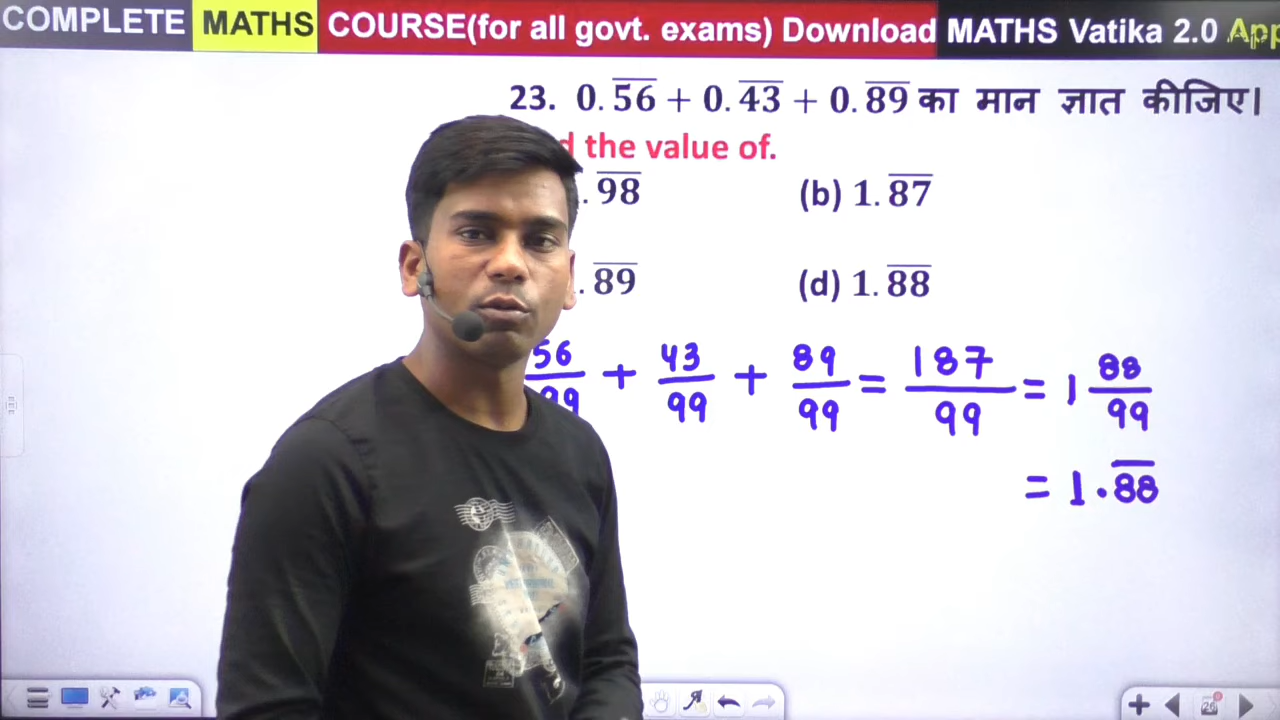 COMPLETE MATHS COURSE(for all govt. exams) Download MATHS Vatika 2.0 App
23. 0.5̅6̅ + 0.4̅3̅ + 0.8̅9̅ का मान ज्ञात कीजिए।
the value of.
.9̅8̅ (b) 1.8̅7̅
.8̅9̅ (d) 1.8̅8̅
56/99 + 43/99 + 89/99 = 187/99 = 1 88/99
= 1.8̅8̅